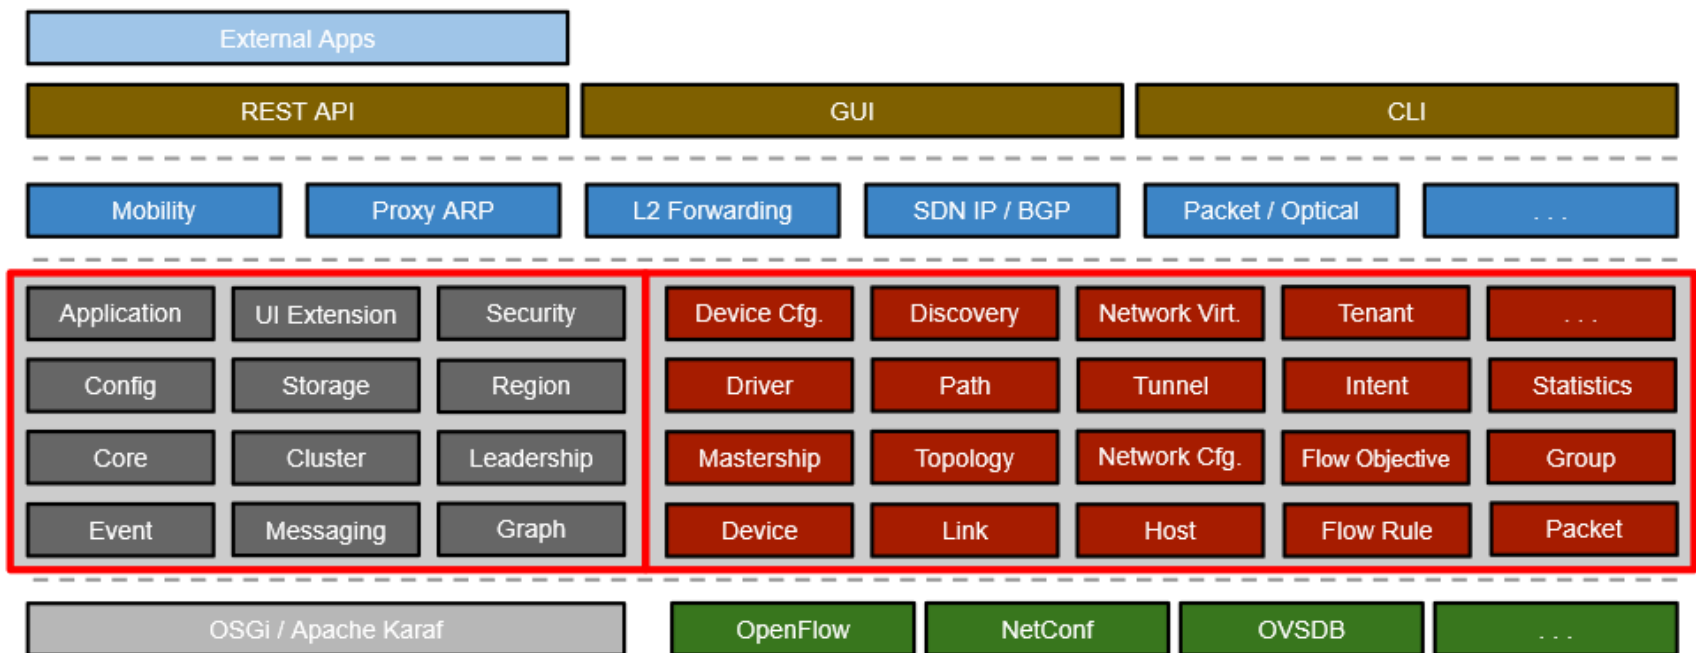 External Apps
REST API GUI CLI
Mobility Proxy ARP L2 Forwarding SDN IP / BGP Packet / Optical . . .
Application UI Extension Security Device Cfg. Discovery Network Virt. Tenant . . .
Config Storage Region Driver Path Tunnel Intent Statistics
Core Cluster Leadership Mastership Topology Network Cfg. Flow Objective Group
Event Messaging Graph Device Link Host Flow Rule Packet
OSGi / Apache Karaf OpenFlow NetConf OVSDB . . .